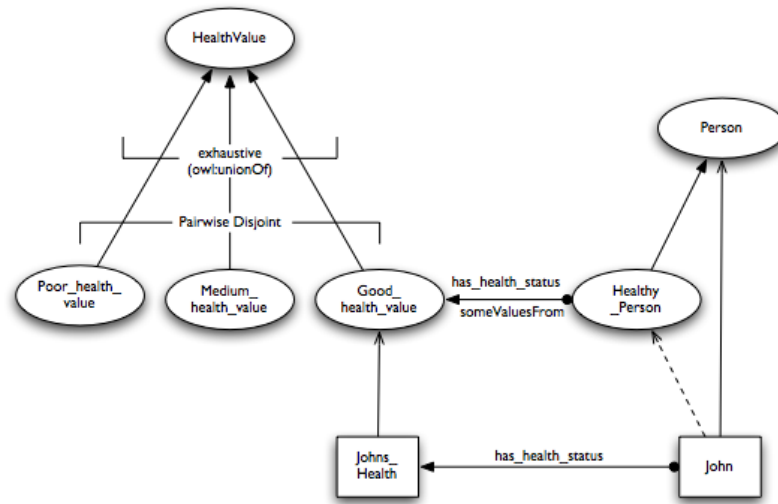 HealthValue
Person
exhaustive
(owl:unionOf)
Pairwise Disjoint
Poor_health_
value
Medium_
health_value
Good_
health_value
has_health_status
someValuesFrom
Healthy
_Person
Johns_
Health
has_health_status
John